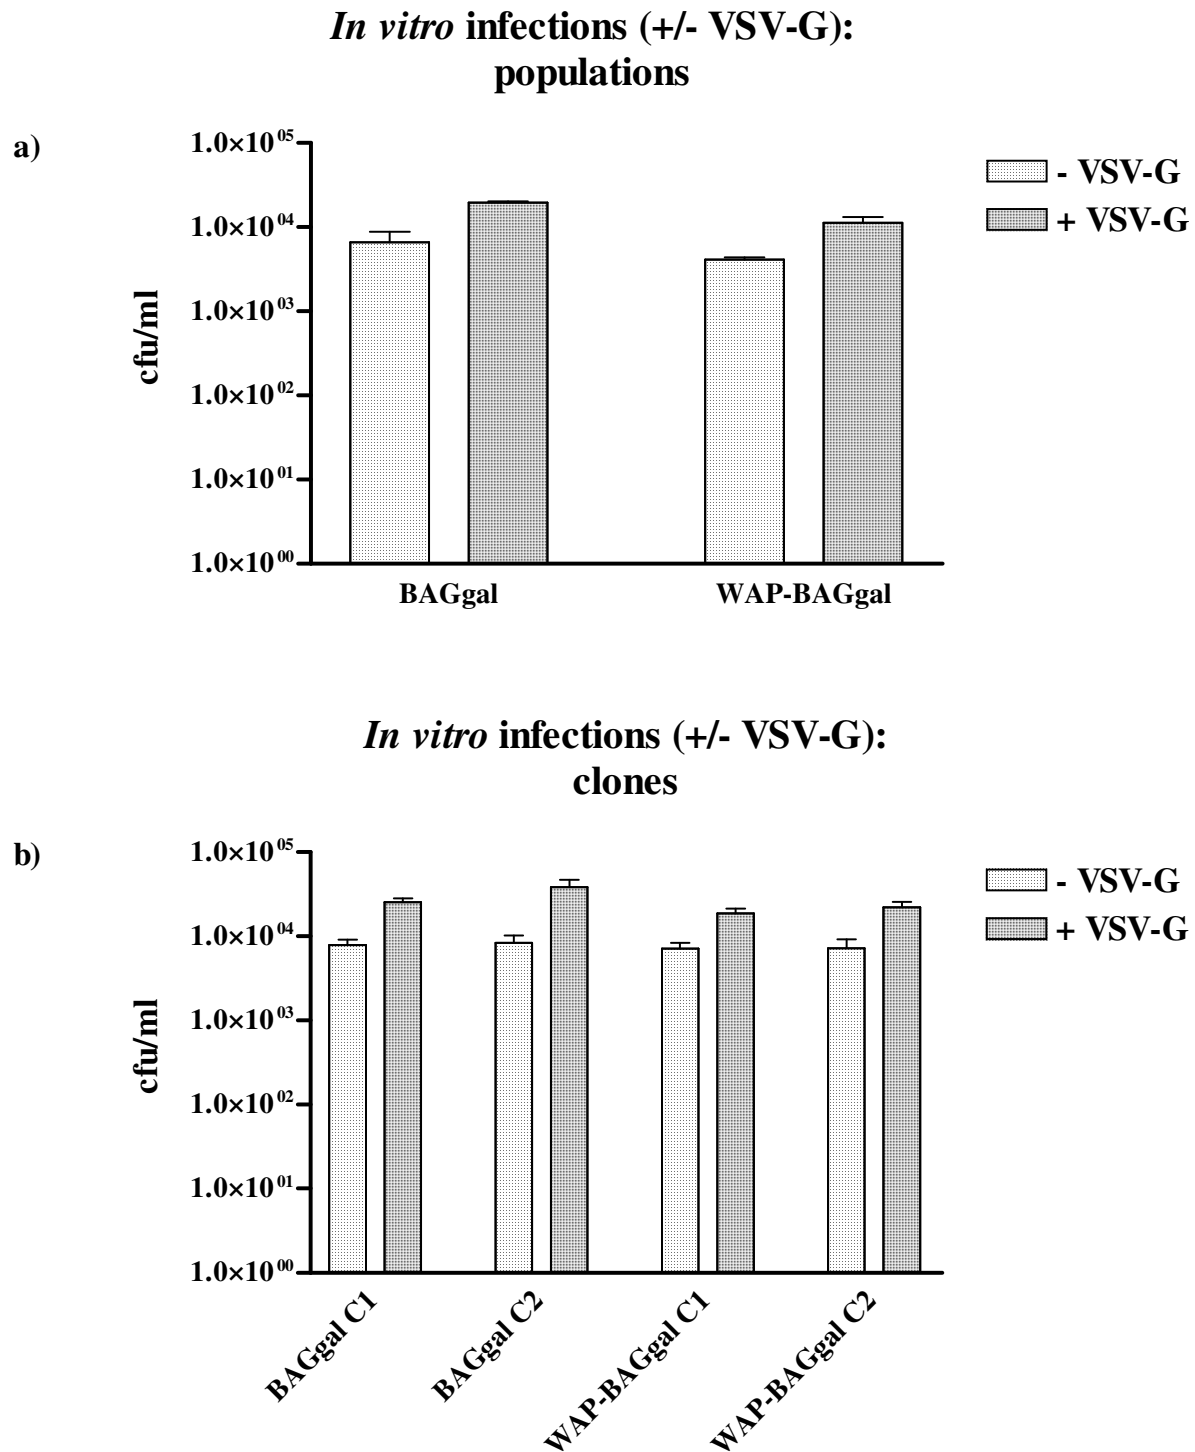 In vitro infections (+/- VSV-G):
populations
a)
1.0×10^05
1.0×10^04
1.0×10^03
1.0×10^02
1.0×10^01
1.0×10^00
cfu/ml
- VSV-G
+ VSV-G
BAGgal
WAP-BAGgal
In vitro infections (+/- VSV-G):
clones
b)
1.0×10^05
1.0×10^04
1.0×10^03
1.0×10^02
1.0×10^01
1.0×10^00
cfu/ml
- VSV-G
+ VSV-G
BAGgal C1
BAGgal C2
WAP-BAGgal C1
WAP-BAGgal C2